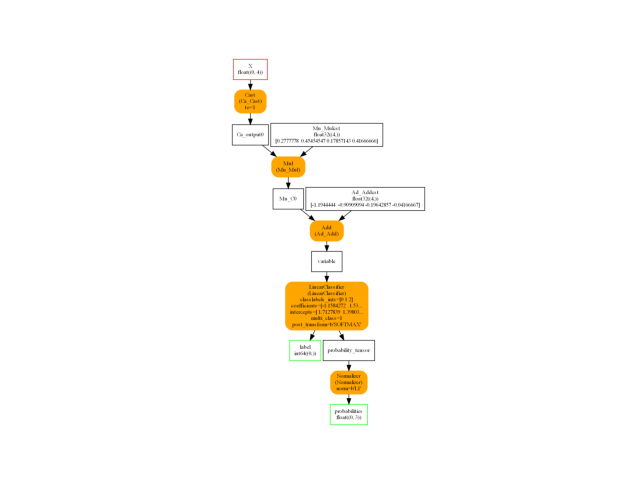 X
float((0, 4))
Cast
(Ca_Cast)
to=1
Ca_output0
Mu_Mulcst
float32((4,))
[0.2777778 0.45454547 0.17857143 0.41666666]
Mul
(Mu_Mul)
Mu_C0
Ad_Addcst
float32((4,))
[-1.1944444 -0.90909094 -0.19642857 -0.04166667]
Add
(Ad_Add)
variable
LinearClassifier
(LinearClassifier)
classlabels_ints=[0 1 2]
coefficients=[-1.1584272 1.53...
intercepts=[ 1.7127839 1.39803...
multi_class=1
post_transform=b'SOFTMAX'
label
int64((0,))
probability_tensor
Normalizer
(Normalizer)
norm=b'L1'
probabilities
float((0, 3))